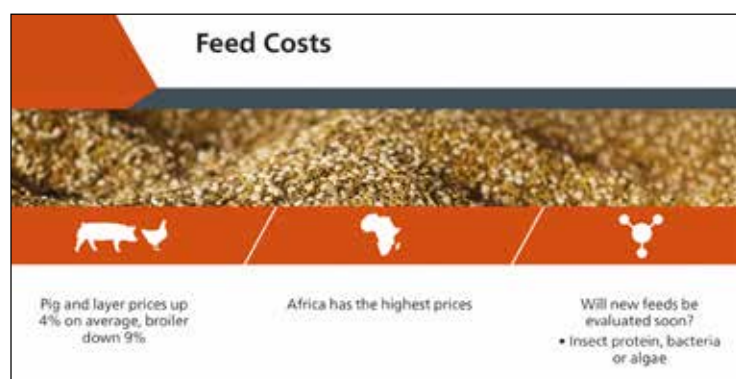 Feed Costs
Pig and layer prices up
4% on average, broiler
down 9%
Africa has the highest prices
Will new feeds be
evaluated soon?
• Insect protein, bacteria
or algae